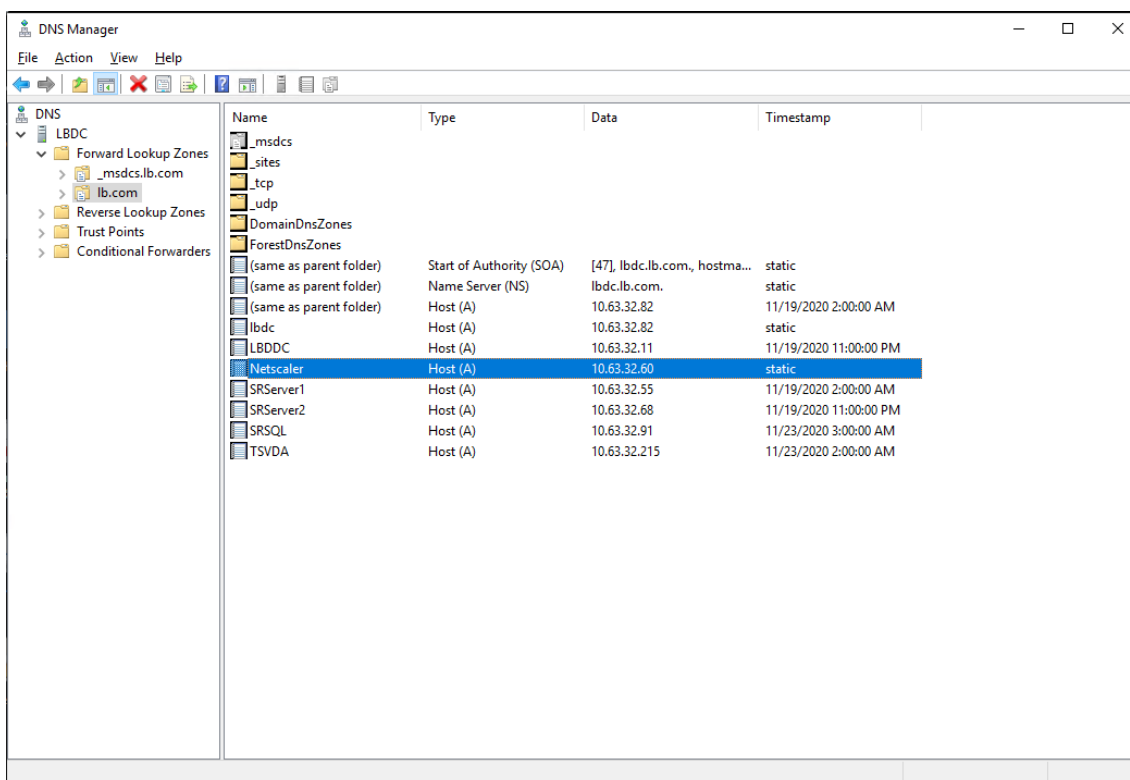 DNS Manager
File Action View Help
DNS
LBDC
Forward Lookup Zones
_msdcs.lb.com
lb.com
Reverse Lookup Zones
Trust Points
Conditional Forwarders
Name Type Data Timestamp
_msdcs
_sites
_tcp
_udp
DomainDnsZones
ForestDnsZones
(same as parent folder) Start of Authority (SOA) [47], lbdc.lb.com., hostma... static
(same as parent folder) Name Server (NS) lbdc.lb.com. static
(same as parent folder) Host (A) 10.63.32.82 11/19/2020 2:00:00 AM
lbdc Host (A) 10.63.32.82 static
LBDDC Host (A) 10.63.32.11 11/19/2020 11:00:00 PM
Netscaler Host (A) 10.63.32.60 static
SRServer1 Host (A) 10.63.32.55 11/19/2020 2:00:00 AM
SRServer2 Host (A) 10.63.32.68 11/19/2020 11:00:00 PM
SRSQL Host (A) 10.63.32.91 11/23/2020 3:00:00 AM
TSVDA Host (A) 10.63.32.215 11/23/2020 2:00:00 AM